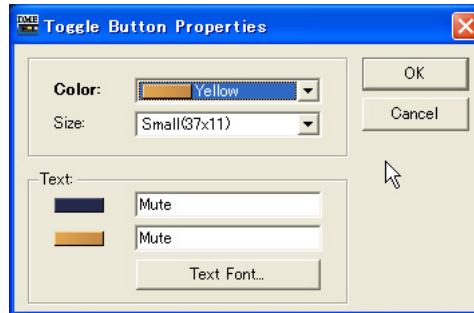 DME Toggle Button Properties
Color: Yellow
OK
Size: Small(37x11)
Cancel
Text:
Mute
Mute
Text Font...